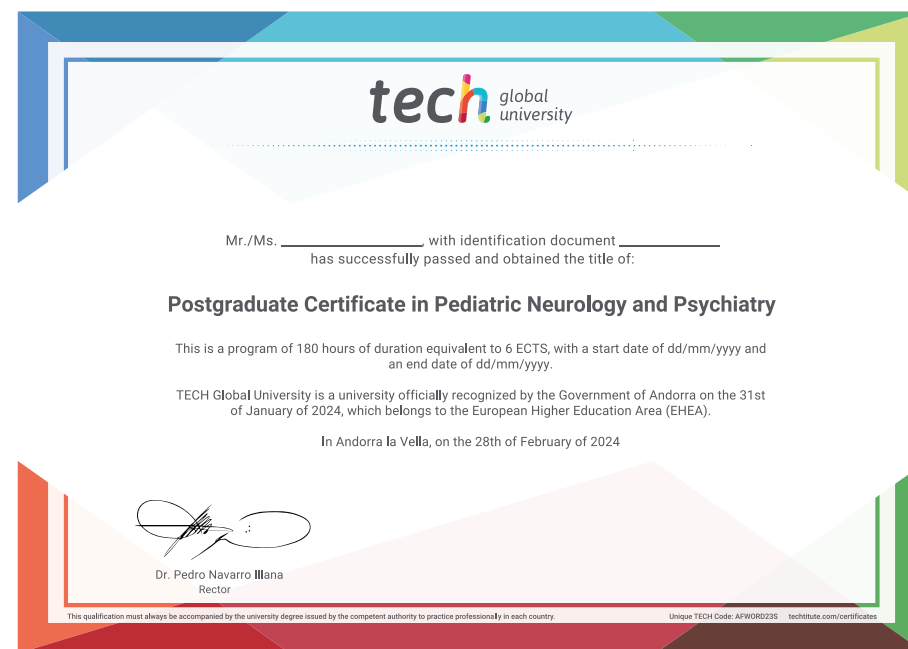 tech global university
Mr./Ms. ________________, with identification document ____________
has successfully passed and obtained the title of:
Postgraduate Certificate in Pediatric Neurology and Psychiatry
This is a program of 180 hours of duration equivalent to 6 ECTS, with a start date of dd/mm/yyyy and
an end date of dd/mm/yyyy.
TECH Global University is a university officially recognized by the Government of Andorra on the 31st
of January of 2024, which belongs to the European Higher Education Area (EHEA).
In Andorra la Vella, on the 28th of February of 2024
Dr. Pedro Navarro Illana
Rector
This qualification must always be accompanied by the university degree issued by the competent authority to practice professionally in each country.
Unique TECH Code: AFWORD23S techtitute.com/certificates